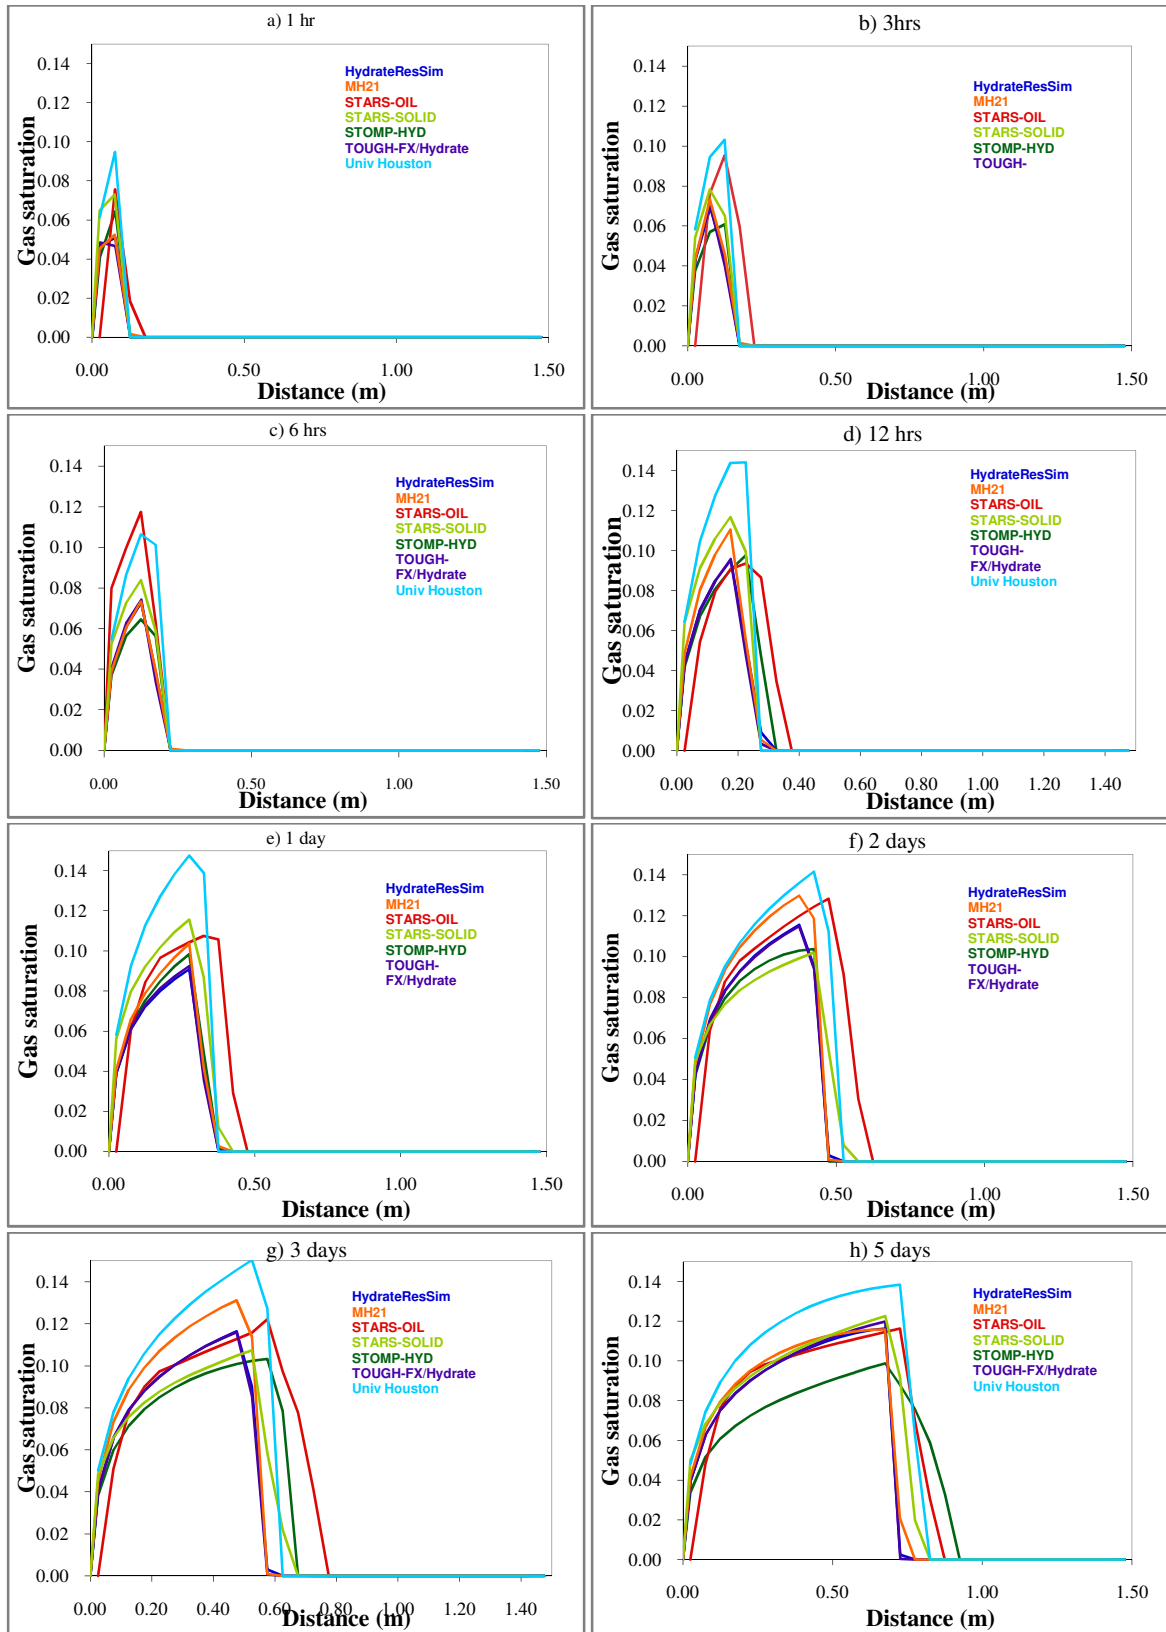 a) 1 hr
0.14
0.12
0.10
0.08
0.06
0.04
0.02
0.00
Gas saturation
HydrateResSim
MH21
STARS-OIL
STARS-SOLID
STOMP-HYD
TOUGH-FX/Hydrate
Univ Houston
0.00 0.50 1.00 1.50
Distance (m)
b) 3hrs
0.14
0.12
0.10
0.08
0.06
0.04
0.02
0.00
Gas saturation
HydrateResSim
MH21
STARS-OIL
STARS-SOLID
STOMP-HYD
TOUGH-
0.00 0.50 1.00 1.50
Distance (m)
c) 6 hrs
0.14
0.12
0.10
0.08
0.06
0.04
0.02
0.00
Gas saturation
HydrateResSim
MH21
STARS-OIL
STARS-SOLID
STOMP-HYD
TOUGH-
FX/Hydrate
Univ Houston
0.00 0.50 1.00 1.50
Distance (m)
d) 12 hrs
0.14
0.12
0.10
0.08
0.06
0.04
0.02
0.00
Gas saturation
HydrateResSim
MH21
STARS-OIL
STARS-SOLID
STOMP-HYD
TOUGH-
FX/Hydrate
Univ Houston
0.00 0.20 0.40 0.60 0.80 1.00 1.20 1.40
Distance (m)
e) 1 day
0.14
0.12
0.10
0.08
0.06
0.04
0.02
0.00
Gas saturation
HydrateResSim
MH21
STARS-OIL
STARS-SOLID
STOMP-HYD
TOUGH-
FX/Hydrate
0.00 0.50 1.00 1.50
Distance (m)
f) 2 days
0.14
0.12
0.10
0.08
0.06
0.04
0.02
0.00
Gas saturation
HydrateResSim
MH21
STARS-OIL
STARS-SOLID
STOMP-HYD
TOUGH-
FX/Hydrate
0.00 0.50 1.00 1.50
Distance (m)
g) 3 days
0.14
0.12
0.10
0.08
0.06
0.04
0.02
0.00
Gas saturation
HydrateResSim
MH21
STARS-OIL
STARS-SOLID
STOMP-HYD
TOUGH-FX/Hydrate
Univ Houston
0.00 0.20 0.40 0.60 0.80 1.00 1.20 1.40
Distance (m)
h) 5 days
0.14
0.12
0.10
0.08
0.06
0.04
0.02
0.00
Gas saturation
HydrateResSim
MH21
STARS-OIL
STARS-SOLID
STOMP-HYD
TOUGH-FX/Hydrate
Univ Houston
0.00 0.50 1.00 1.50
Distance (m)